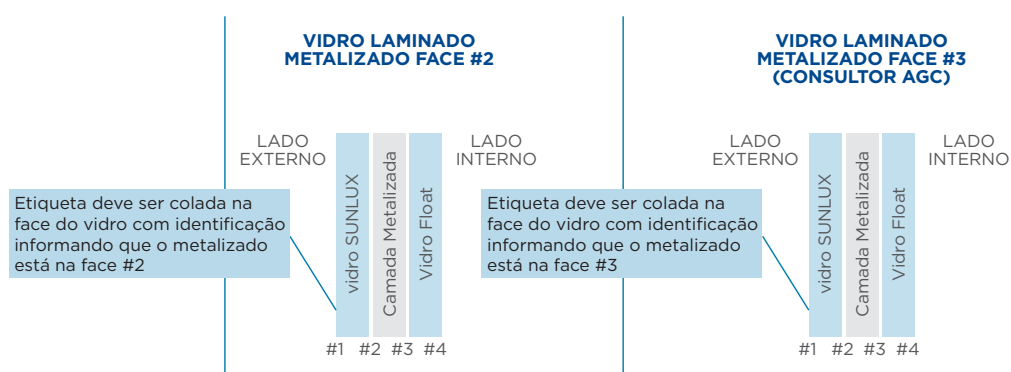 VIDRO LAMINADO
METALIZADO FACE #2
LADO
EXTERNO
LADO
INTERNO
vidro SUNLUX
Camada Metalizada
Vidro Float
Etiqueta deve ser colada na
face do vidro com identificação
informando que o metalizado
está na face #2
#1 #2 #3 #4
VIDRO LAMINADO
METALIZADO FACE #3
(CONSULTOR AGC)
LADO
EXTERNO
LADO
INTERNO
vidro SUNLUX
Camada Metalizada
Vidro Float
Etiqueta deve ser colada na
face do vidro com identificação
informando que o metalizado
está na face #3
#1 #2 #3 #4